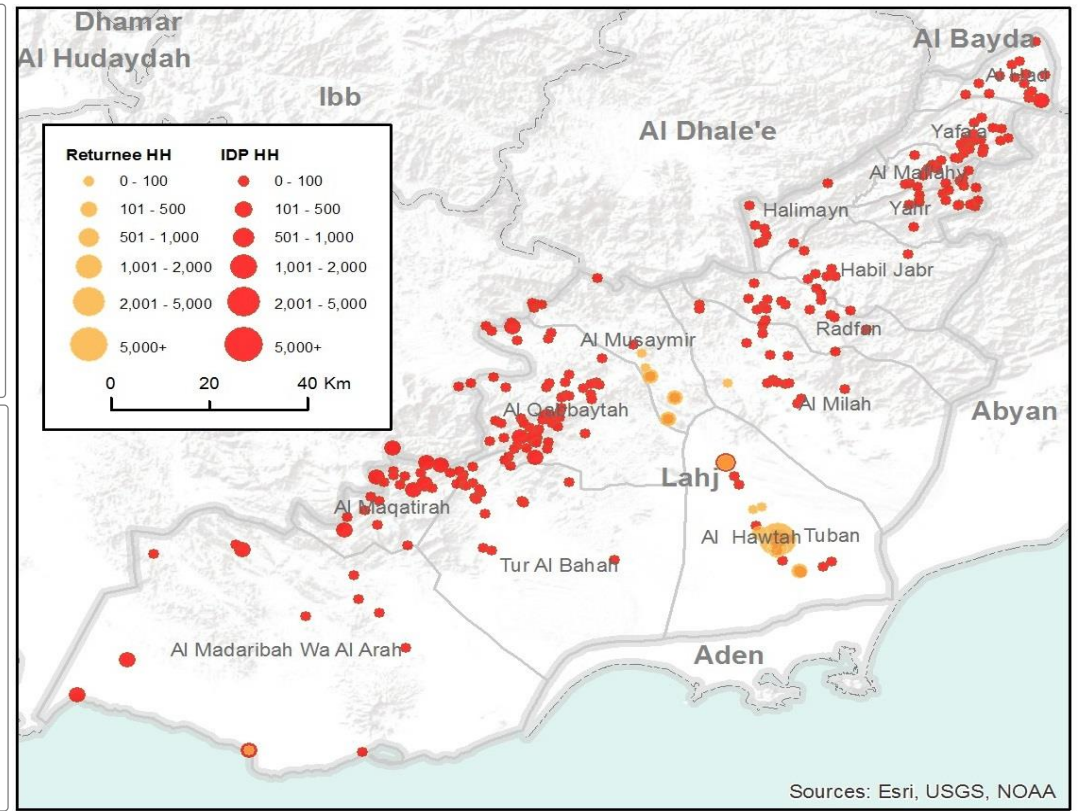 Dhamar
Al Hudaydah
Al Bayda
Al Had
Ibb
Al Dhale'e
Yafa'a
Al Maflahy
Yahr
Halimayn
Habil Jabr
Radfan
Al Musaymir
Al Milah
Abyan
Al Qabbaytah
Lahj
Al Maqatirah
Al Hawtah
Tuban
Tur Al Bahah
Al Madaribah Wa Al Arah
Aden
Returnee HH IDP HH
0 - 100 0 - 100
101 - 500 101 - 500
501 - 1,000 501 - 1,000
1,001 - 2,000 1,001 - 2,000
2,001 - 5,000 2,001 - 5,000
5,000+ 5,000+
0 20 40 Km
Sources: Esri, USGS, NOAA